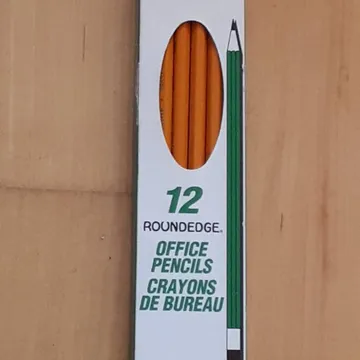 12
ROUNDEDGE®
OFFICE
PENCILS
CRAYONS
DE BUREAU